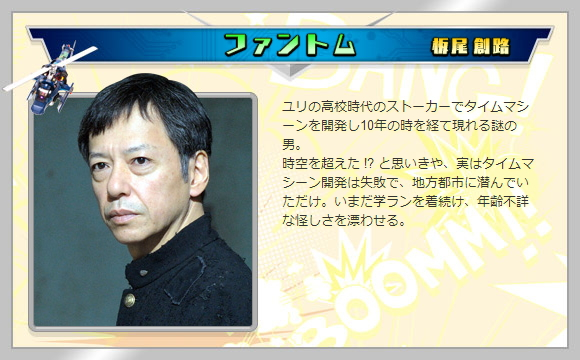 ファントム 板尾 創路
ユリの高校時代のストーカーでタイムマシ
ーンを開発し10年の時を経て現れる謎の
男。
時空を超えた!? と思いきや、実はタイムマ
シーン開発は失敗で、地方都市に潜んでい
ただけ。いまだ学ランを着続け、年齢不詳
な怪しさを漂わせる。
BANG!
BOOMM!!